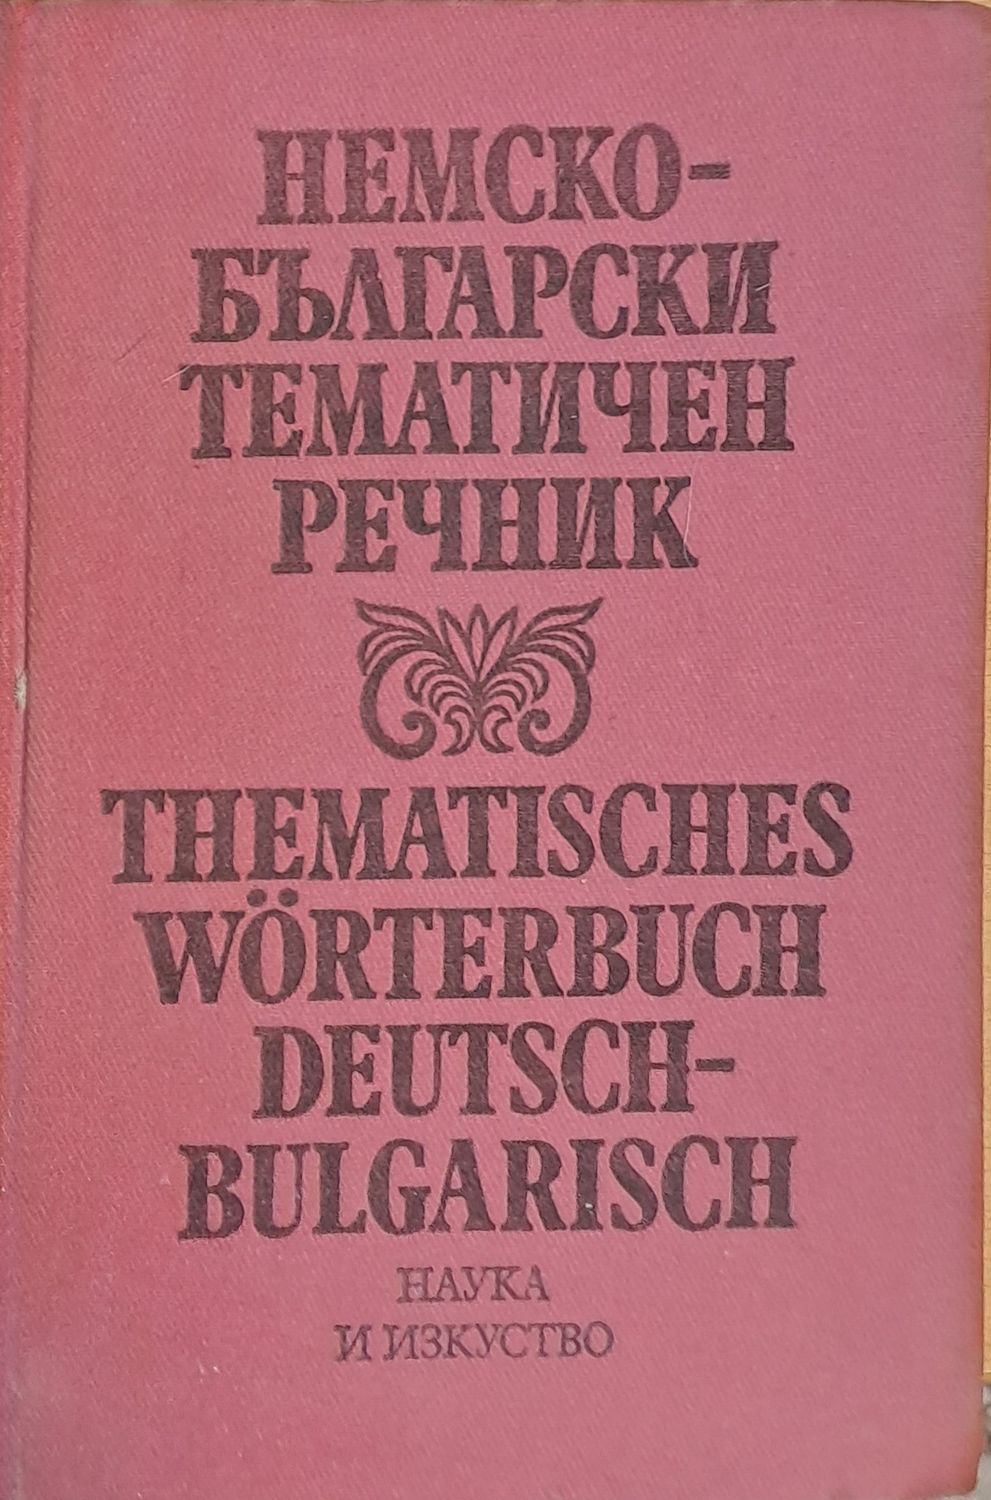 НЕМСКО-
БЪЛГАРСКИ
ТЕМАТИЧЕН
РЕЧНИК
THEMATISCHES
WÖRTERBUCH
DEUTSCH-
BULGARISCH
НАУКА
И ИЗКУСТВО